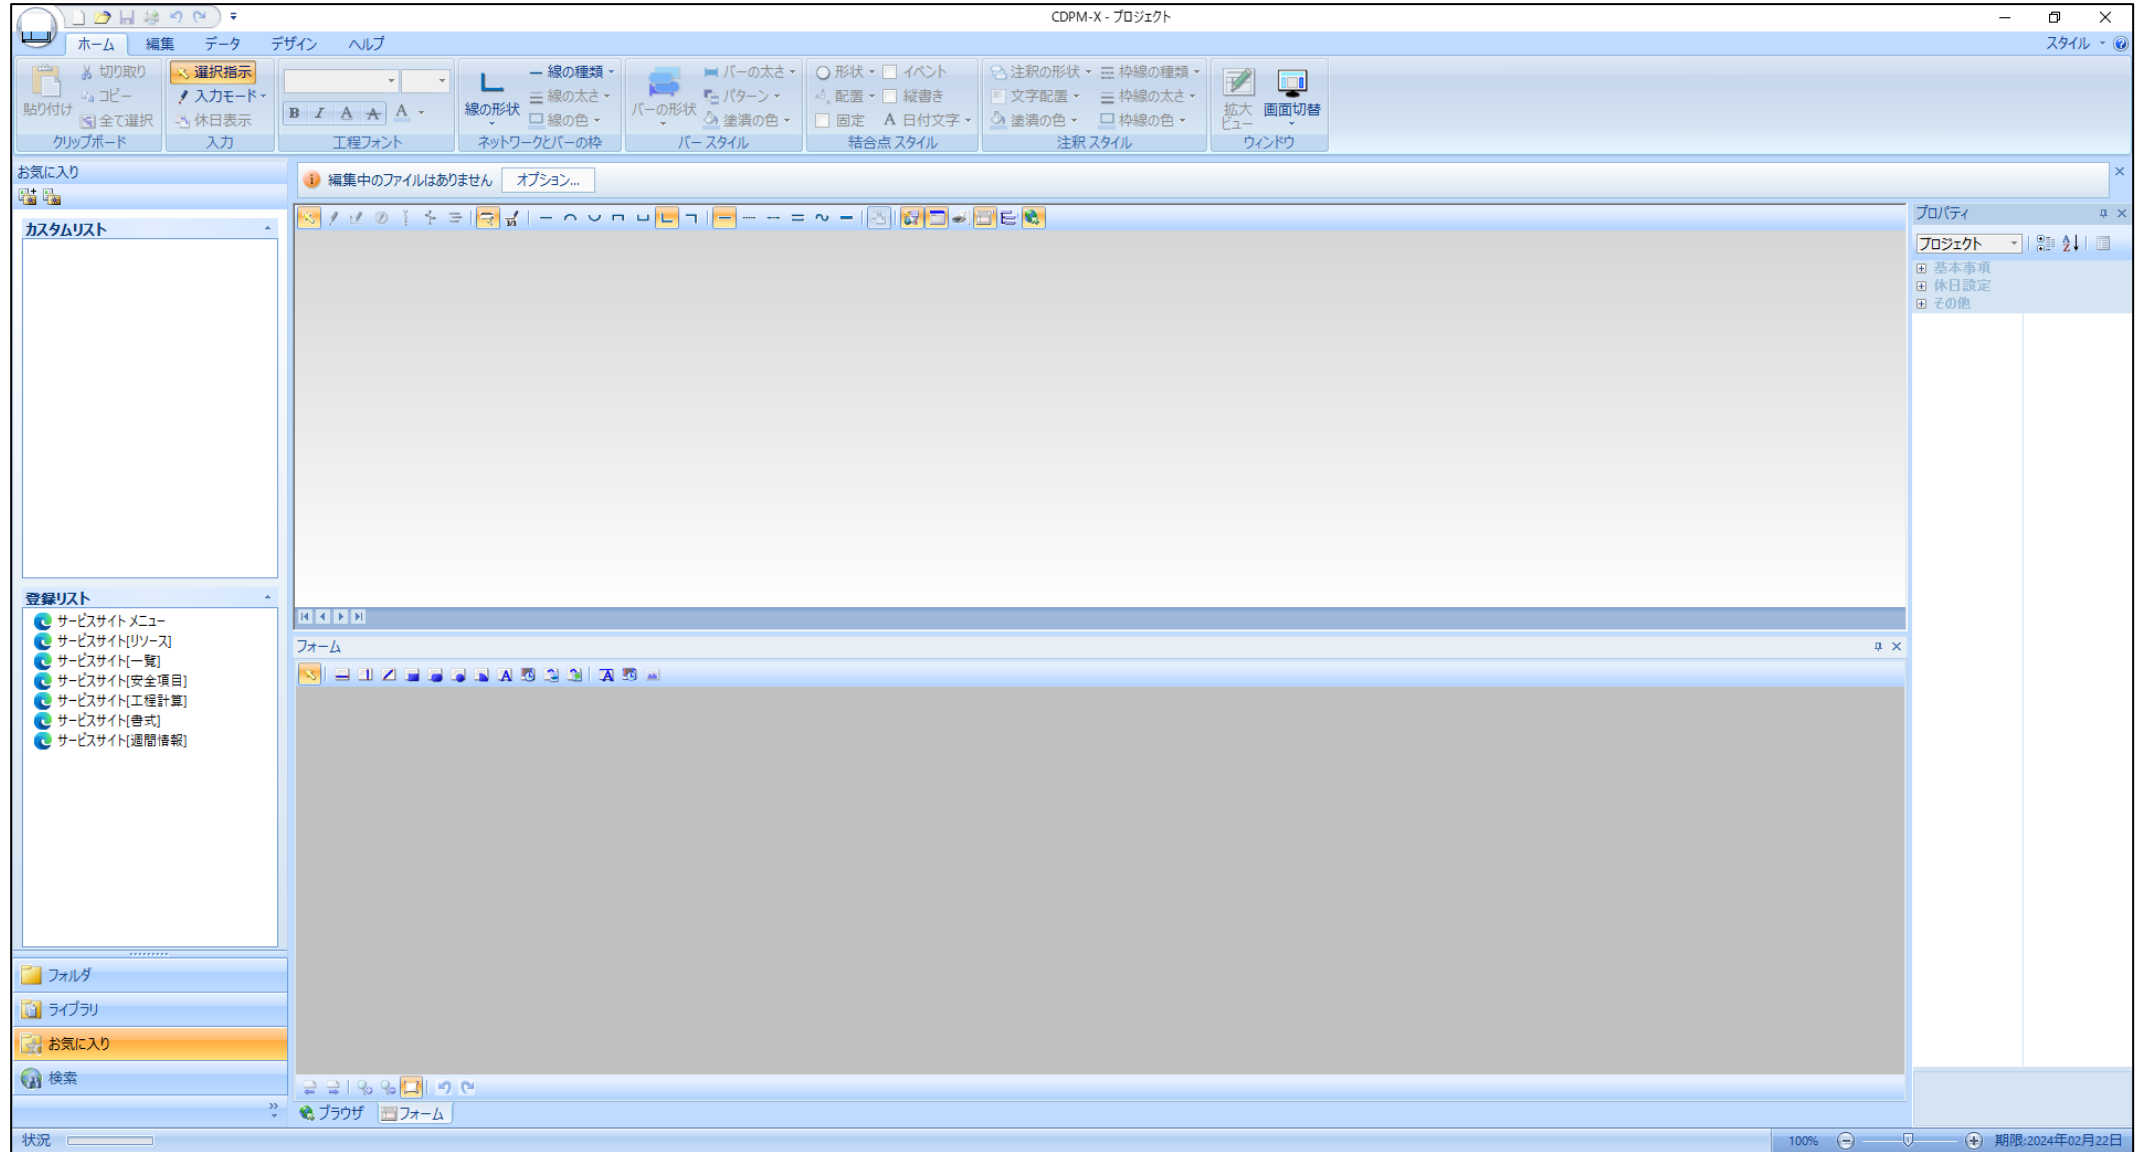 CDPM-X - プロジェクト
ホーム 編集 データ デザイン ヘルプ スタイル
貼り付け
切り取り
コピー
全て選択
クリップボード
選択指示
入力モード
休日表示
入力
B I A A A
工程フォント
線の形状
線の種類
線の太さ
線の色
ネットワークとバーの枠
バーの形状
バーの太さ
パターン
塗潰の色
バー スタイル
形状 イベント
配置 縦書き
固定 A 日付文字
結合点 スタイル
注釈の形状 枠線の種類
文字配置 枠線の太さ
塗潰の色 枠線の色
注釈 スタイル
拡大
ビュー
画面切替
ウィンドウ
お気に入り
カスタムリスト
登録リスト
サービスサイト メニュー
サービスサイト[リソース]
サービスサイト[一覧]
サービスサイト[安全項目]
サービスサイト[工程計算]
サービスサイト[書式]
サービスサイト[週間情報]
フォルダ
ライブラリ
お気に入り
検索
編集中のファイルはありません オプション...
フォーム
ブラウザ フォーム
プロパティ
プロジェクト
基本事項
休日設定
その他
状況
100%
期限:2024年02月22日